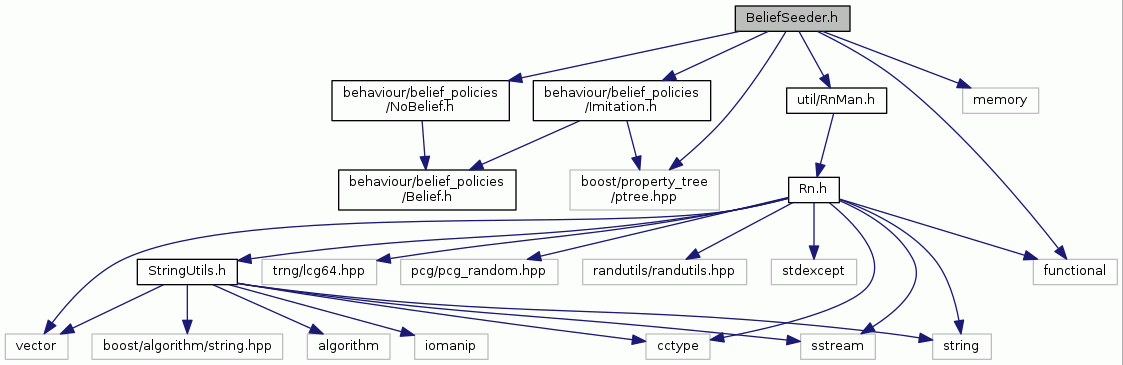 BeliefSeeder.h
behaviour/belief_policies
/NoBelief.h
behaviour/belief_policies
/Imitation.h
util/RnMan.h
memory
behaviour/belief_policies
/Belief.h
boost/property_tree
/ptree.hpp
Rn.h
StringUtils.h
trng/lcg64.hpp
pcg/pcg_random.hpp
randutils/randutils.hpp
stdexcept
functional
vector
boost/algorithm/string.hpp
algorithm
iomanip
cctype
sstream
string